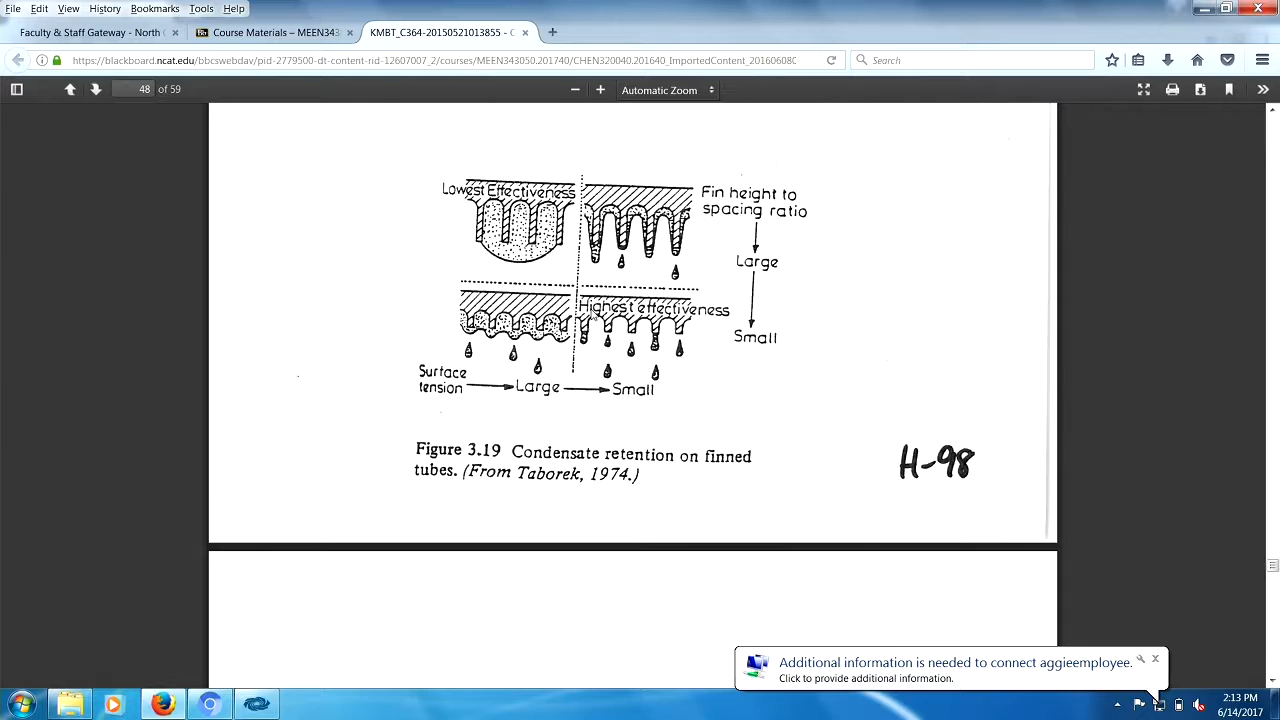 File Edit View History Bookmarks Tools Help
Faculty & Staff Gateway - North
Course Materials – MEEN343
KMBT_C364-20150521013855 -
https://blackboard.ncat.edu/bbcswebdav/pid-2779500-dt-content-rid-12607007_2/courses/MEEN343050.201740/CHEN320040.201640_ImportedContent_201606080
Search
48 of 59
Automatic Zoom
Lowest Effectiveness
Fin height to
spacing ratio
Large
Highest effectiveness
Small
Surface
tension
Large
Small
Figure 3.19 Condensate retention on finned
tubes. (From Taborek, 1974.)
H-98
Additional information is needed to connect aggieemployee.
Click to provide additional information.
2:13 PM
6/14/2017